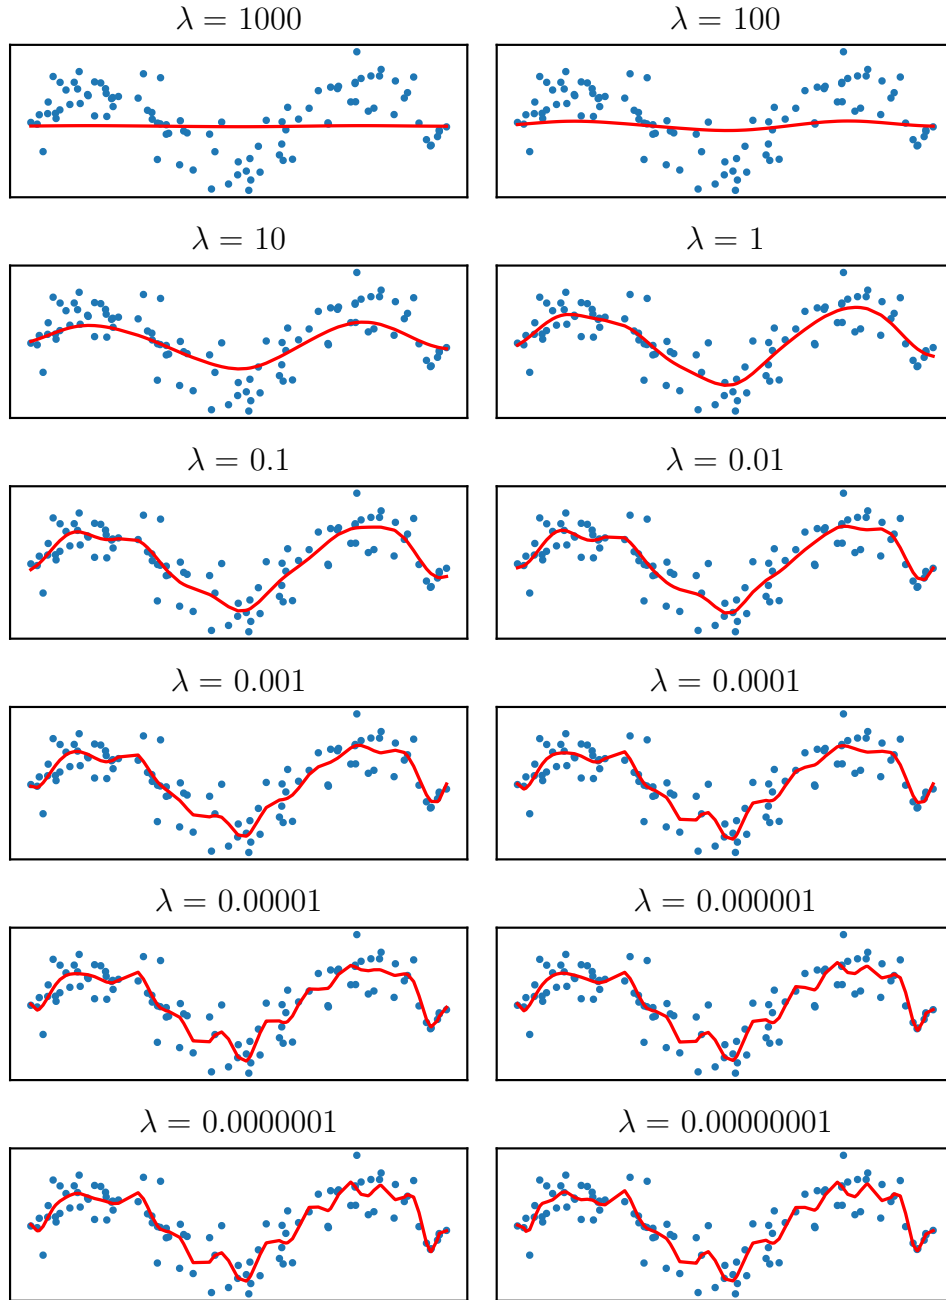 λ = 1000
λ = 100
λ = 10
λ = 1
λ = 0.1
λ = 0.01
λ = 0.001
λ = 0.0001
λ = 0.00001
λ = 0.000001
λ = 0.0000001
λ = 0.00000001